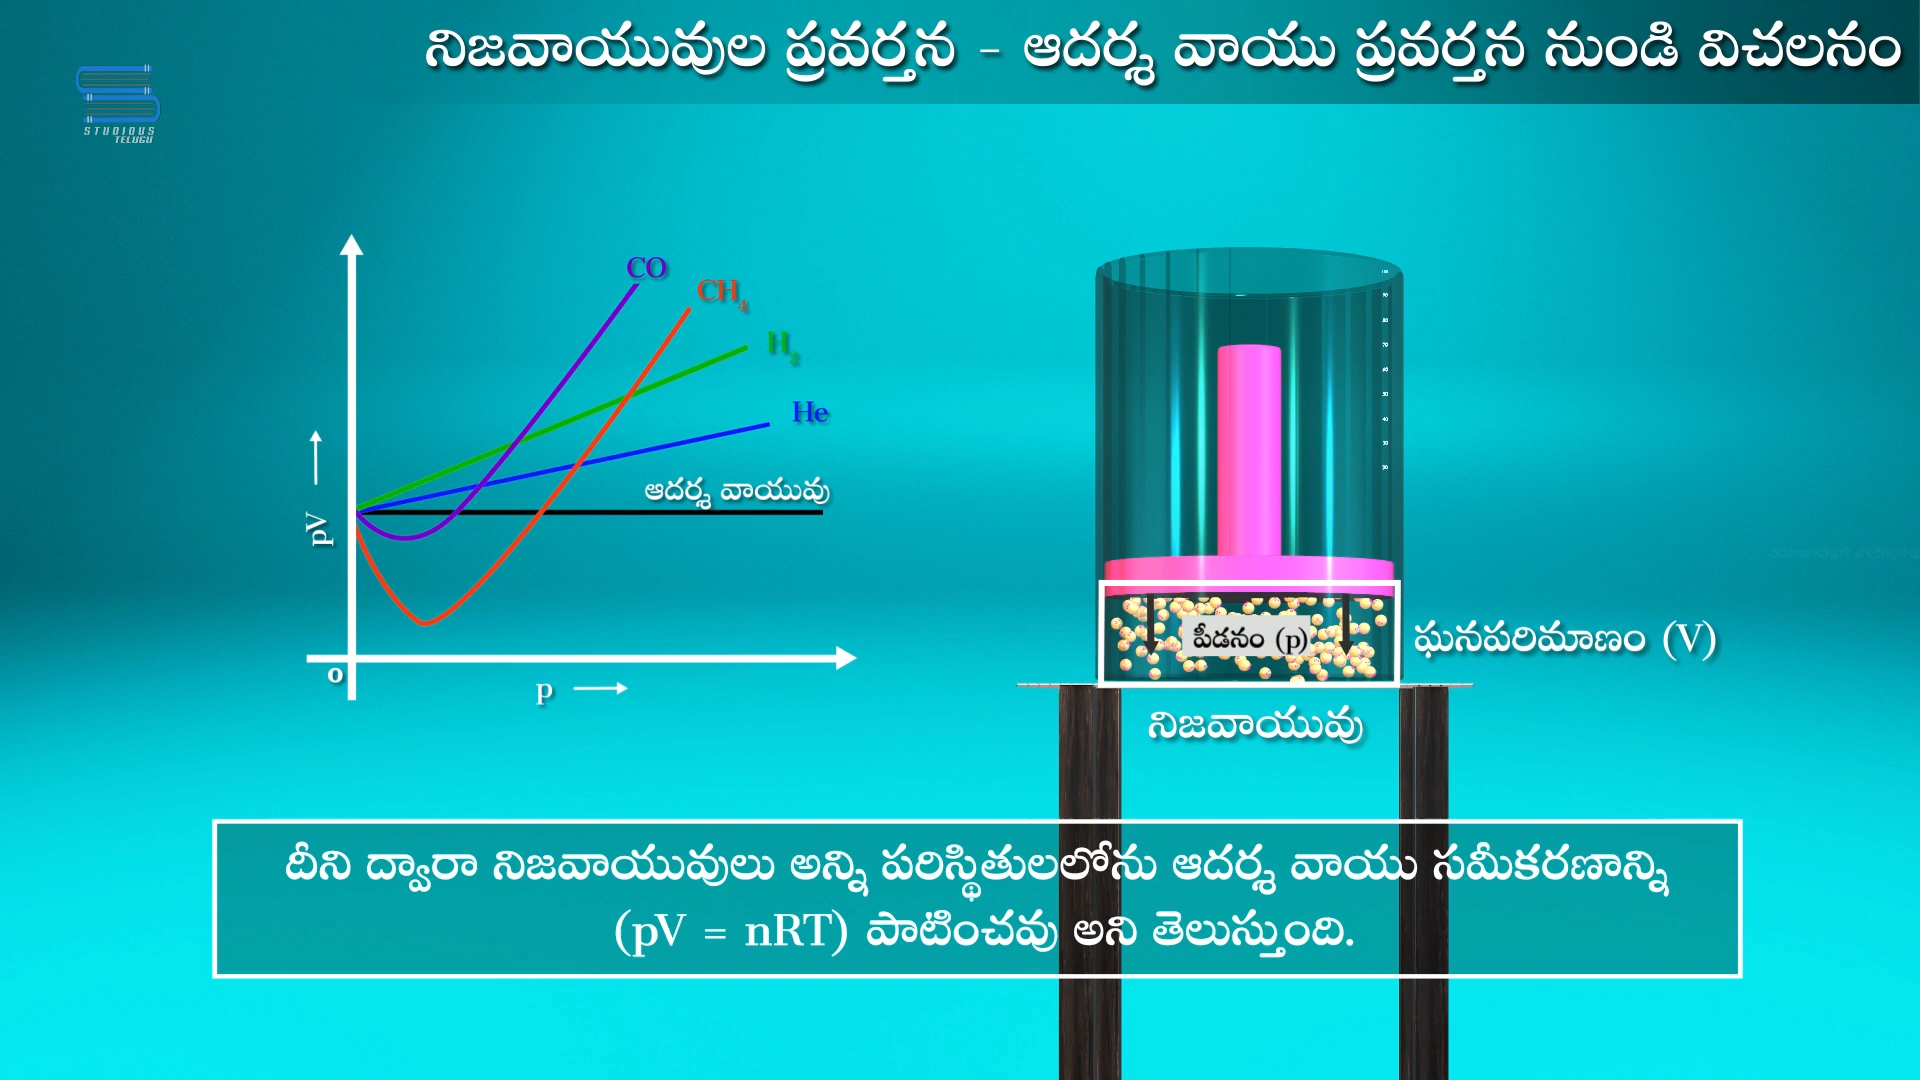 నిజవాయువుల ప్రవర్తన - ఆదర్శ వాయు ప్రవర్తన నుండి విచలనం
STUDIOUS
TELUGU
CO
CH₄
H₂
He
ఆదర్శ వాయువు
pV
o
p
పీడనం (p)
ఘనపరిమాణం (V)
నిజవాయువు
దీని ద్వారా నిజవాయువులు అన్ని పరిస్థితులలోను ఆదర్శ వాయు సమీకరణాన్ని
(pV = nRT) పాటించవు అని తెలుస్తుంది.